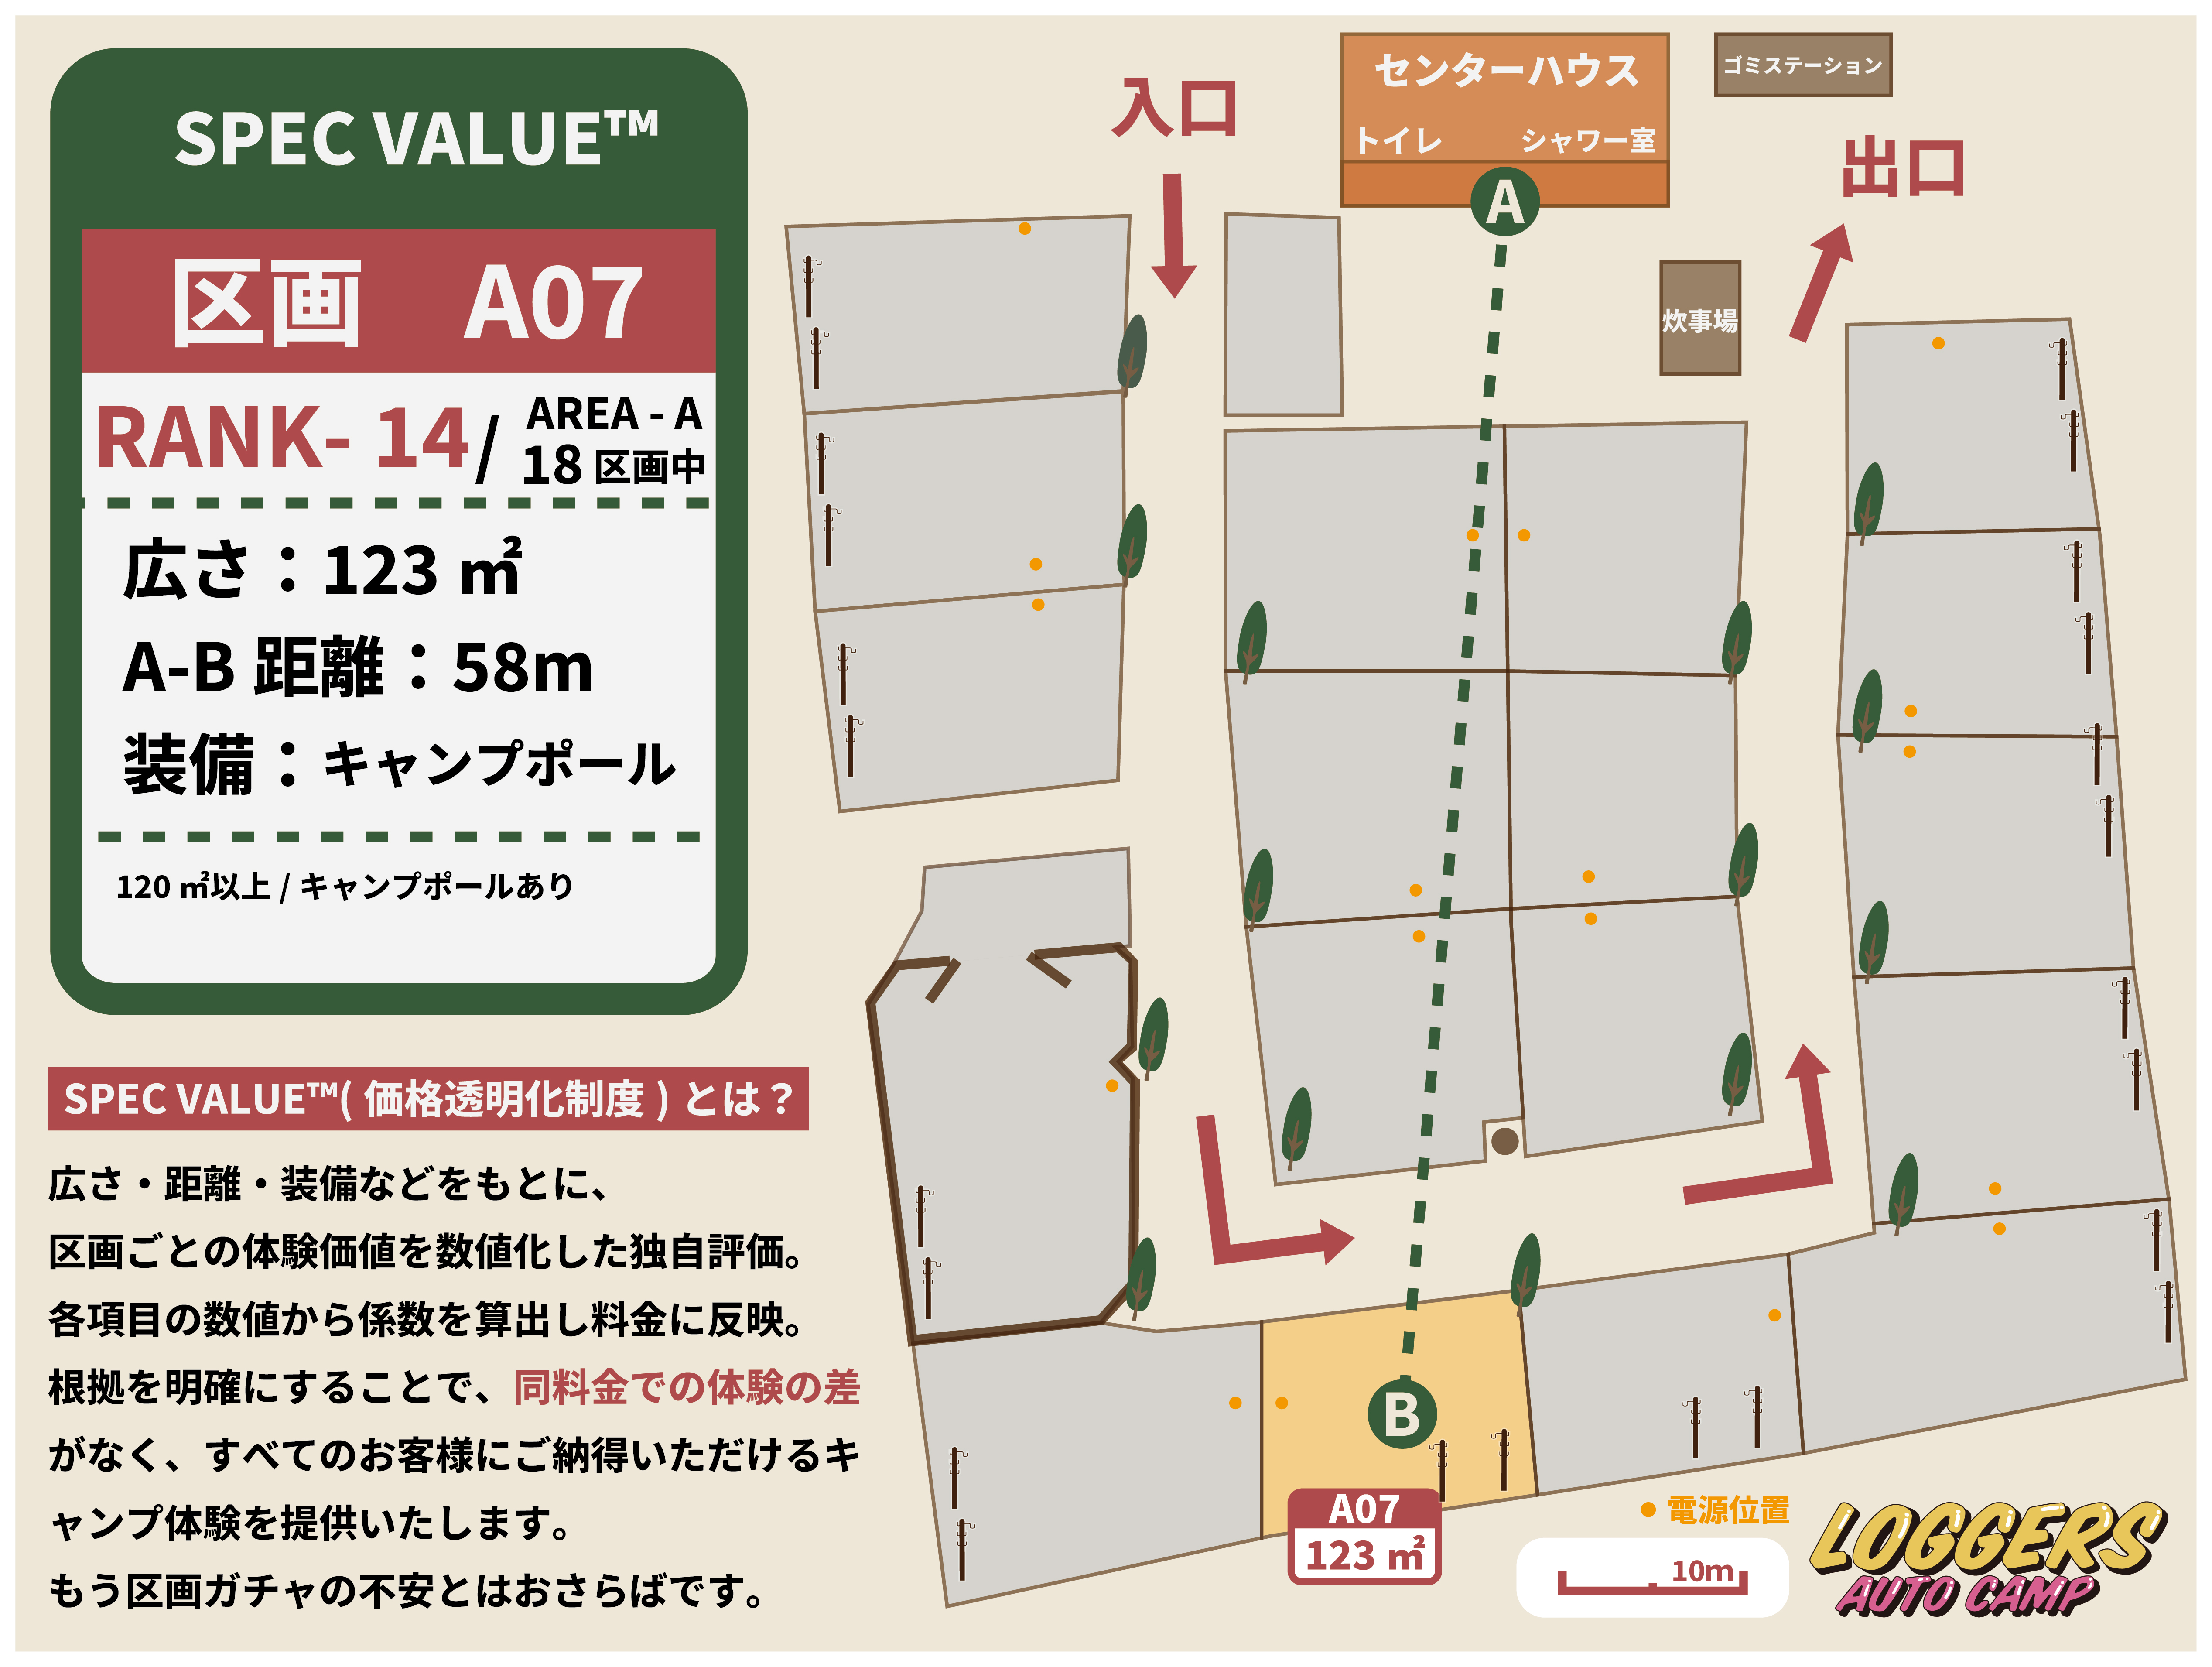 SPEC VALUE™
区画 A07
RANK- 14/ AREA - A
18 区画中
広さ：123 ㎡
A-B 距離：58m
装備：キャンプポール
120 ㎡以上 / キャンプポールあり
SPEC VALUE™( 価格透明化制度 ) とは？
広さ・距離・装備などをもとに、
区画ごとの体験価値を数値化した独自評価。
各項目の数値から係数を算出し料金に反映。
根拠を明確にすることで、同料金での体験の差
がなく、すべてのお客様にご納得いただけるキ
ャンプ体験を提供いたします。
もう区画ガチャの不安とはおさらばです。
入口
センターハウス
トイレ シャワー室
ゴミステーション
出口
A
炊事場
B
A07
123 ㎡
電源位置
10m
LOGGERS
AUTO CAMP